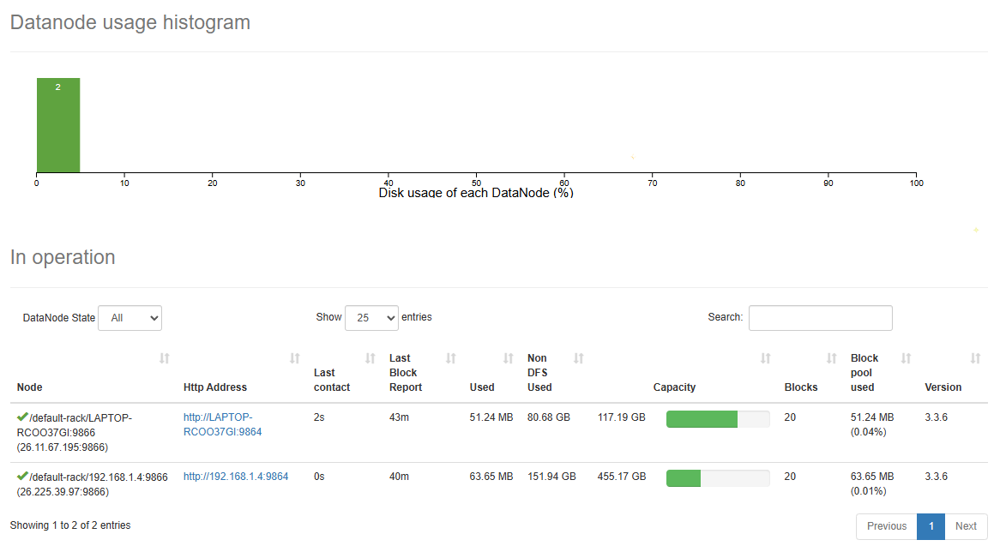 Datanode usage histogram
2
0 10 20 30 40 50 60 70 80 90 100
Disk usage of each DataNode (%)
In operation
DataNode State All Show 25 entries Search:
Node Http Address Last contact Last Block Report Used Non DFS Used Capacity Blocks Block pool used Version
/default-rack/LAPTOP- http://LAPTOP- 2s 43m 51.24 MB 80.68 GB 117.19 GB 20 51.24 MB 3.3.6
RCOO37GI:9866 RCOO37GI:9864 (0.04%)
(26.11.67.195:9866)
/default-rack/192.168.1.4:9866 http://192.168.1.4:9864 0s 40m 63.65 MB 151.94 GB 455.17 GB 20 63.65 MB 3.3.6
(26.225.39.97:9866) (0.01%)
Showing 1 to 2 of 2 entries Previous 1 Next